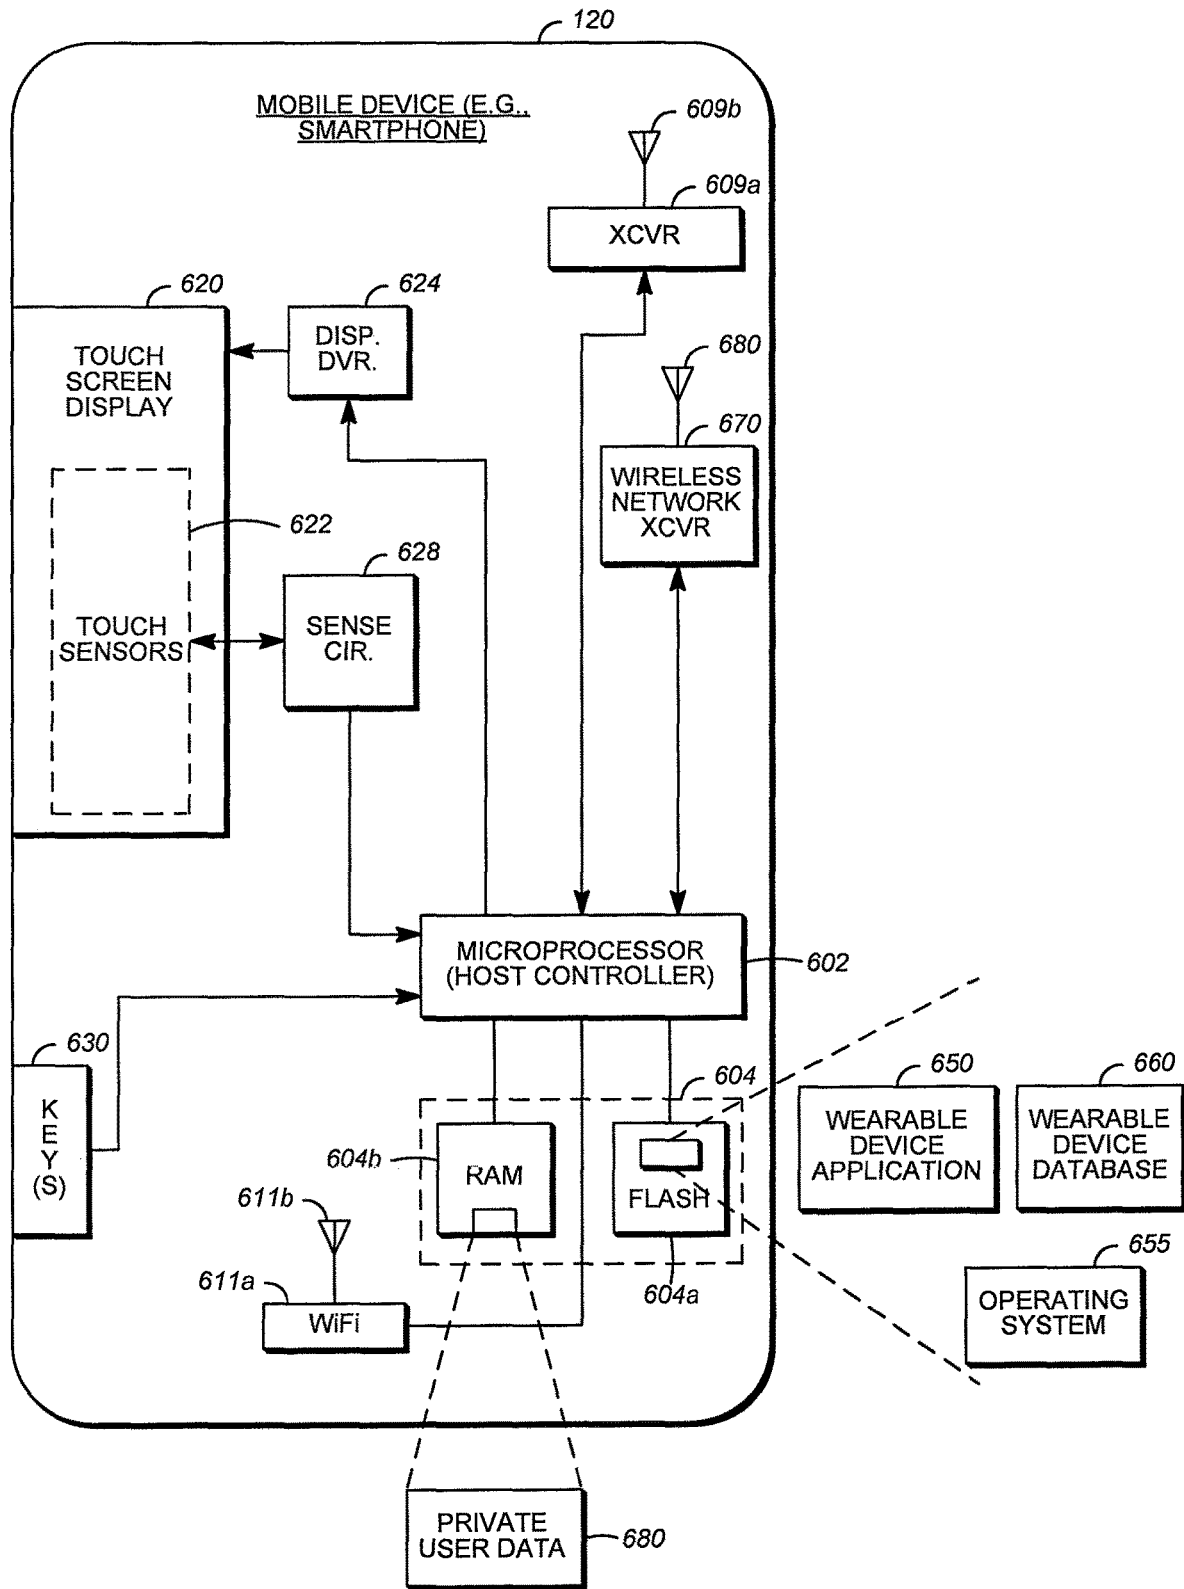 120
MOBILE DEVICE (E.G.,
SMARTPHONE)
609b
609a
XCVR
620
624
TOUCH
SCREEN
DISPLAY
DISP.
DVR.
680
670
WIRELESS
NETWORK
XCVR
622
628
TOUCH
SENSORS
SENSE
CIR.
MICROPROCESSOR
(HOST CONTROLLER)
602
630
K
E
Y
(S)
604
650
660
WEARABLE
DEVICE
APPLICATION
WEARABLE
DEVICE
DATABASE
604b
RAM
FLASH
604a
611b
611a
WiFi
655
OPERATING
SYSTEM
PRIVATE
USER DATA
680